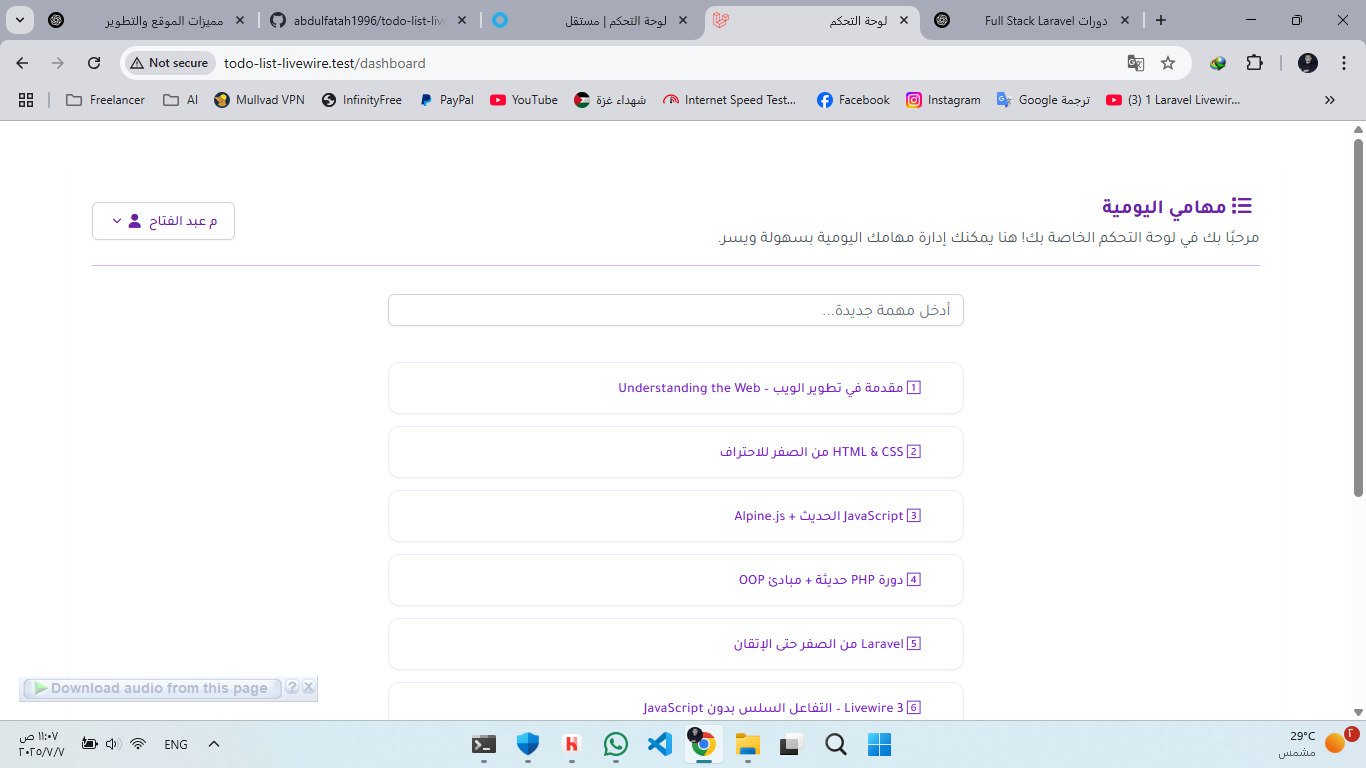 مميزات الموقع والتطوير
abdulfatah1996/todo-list-live
لوحة التحكم | مستقل
لوحة التحكم
دورات Full Stack Laravel
Not secure
todo-list-livewire.test/dashboard
Freelancer
AI
Mullvad VPN
InfinityFree
PayPal
YouTube
شهداء غزة
Internet Speed Test...
Facebook
Instagram
ترجمة Google
(3) 1 Laravel Livewir...
مهامي اليومية
م عبد الفتاح
مرحبًا بك في لوحة التحكم الخاصة بك! هنا يمكنك إدارة مهامك اليومية بسهولة ويسر.
أدخل مهمة جديدة...
1 مقدمة في تطوير الويب – Understanding the Web
2 HTML & CSS من الصفر للاحتراف
3 JavaScript الحديث + Alpine.js
4 دورة PHP حديثة + مبادئ OOP
5 Laravel من الصفر حتى الإتقان
6 Livewire 3 – التفاعل السلس بدون JavaScript
Download audio from this page ? X
١١:٠٧ ص
٢٠٢٥/٧/٧
ENG
29°C
مشمس
٢